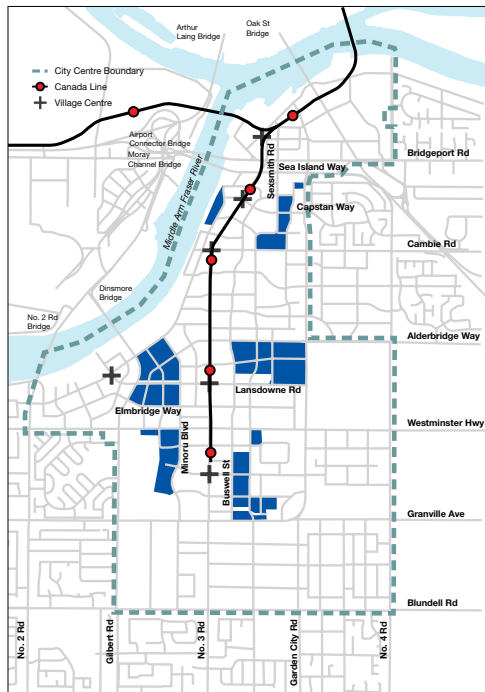 Arthur
Laing Bridge
Oak St
Bridge
City Centre Boundary
Canada Line
Village Centre
Airport
Connector Bridge
Moray
Channel Bridge
Middle Arm Fraser River
Sexsmith Rd
Bridgeport Rd
Sea Island Way
Capstan Way
Cambie Rd
Dinsmore
Bridge
No. 2 Rd
Bridge
Alderbridge Way
Elmbridge Way
Lansdowne Rd
Minoru Blvd
Westminster Hwy
Buswell St
Granville Ave
Blundell Rd
No. 2 Rd
Gilbert Rd
No. 3 Rd
Garden City Rd
No. 4 Rd